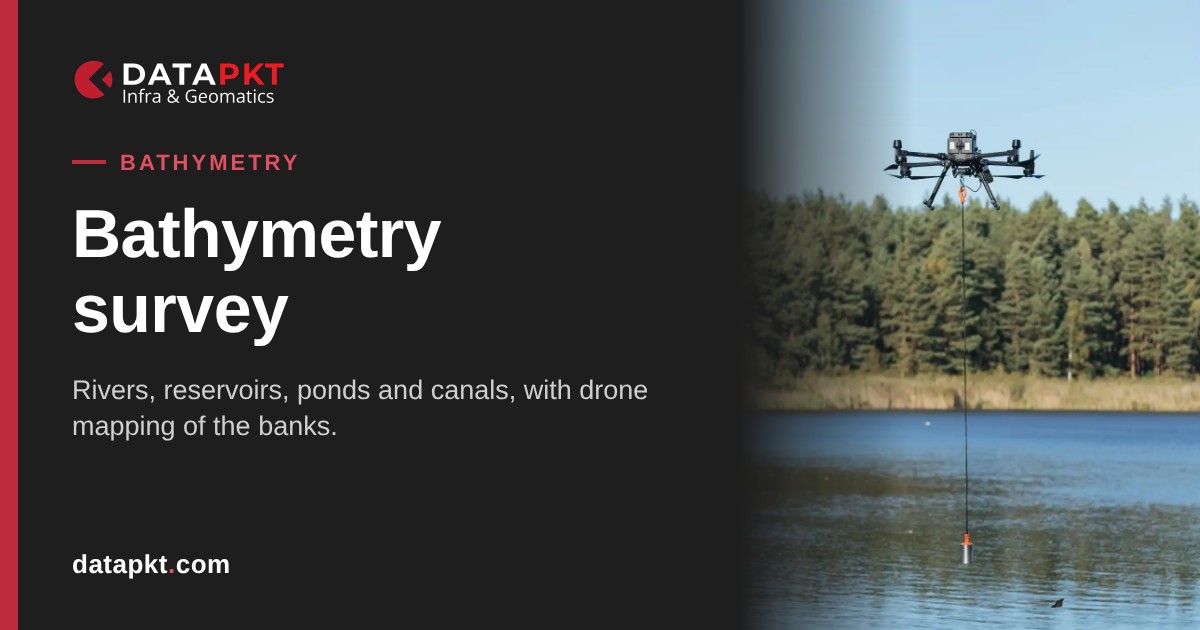 DATAPKT
Infra & Geomatics
BATHYMETRY
Bathymetry
survey
Rivers, reservoirs, ponds and canals, with drone
mapping of the banks.
datapkt.com